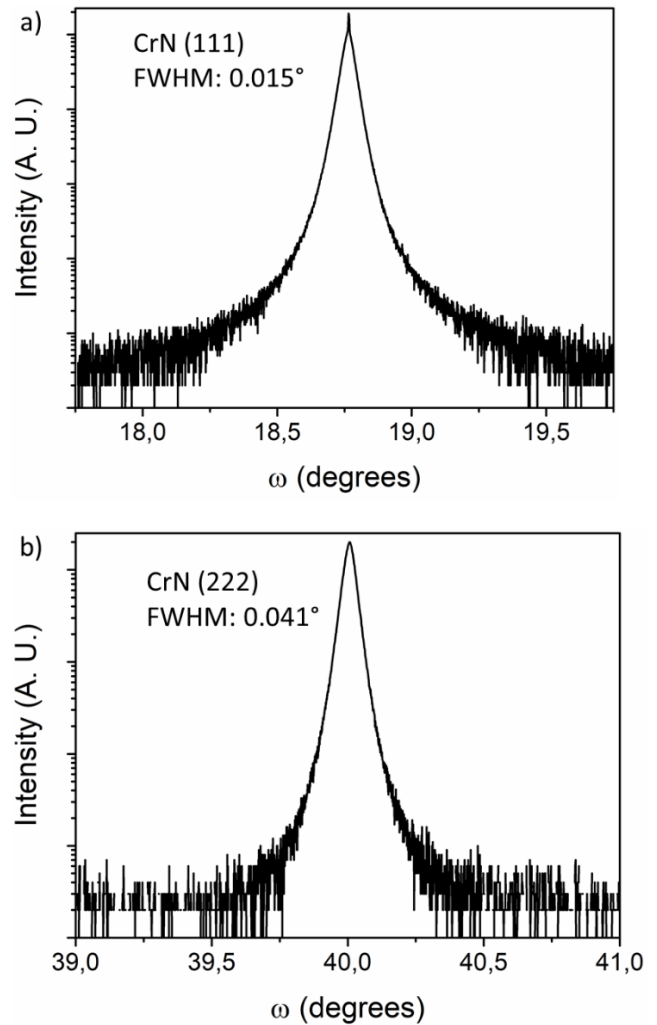 a)
CrN (111)
FWHM: 0.015°
Intensity (A. U.)
18,0 18,5 19,0 19,5
ω (degrees)
b)
CrN (222)
FWHM: 0.041°
Intensity (A. U.)
39,0 39,5 40,0 40,5 41,0
ω (degrees)